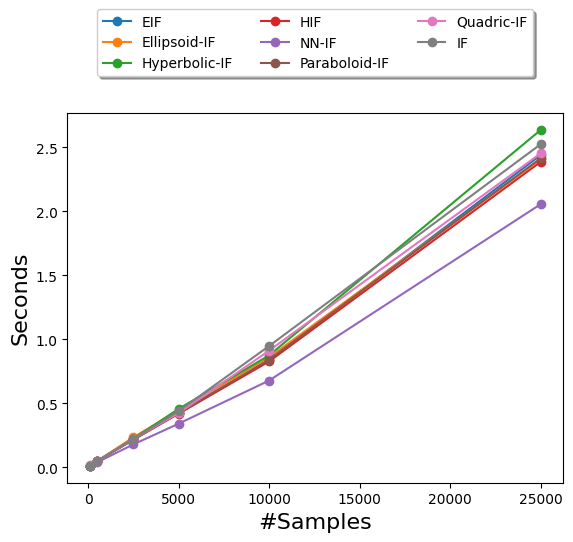 EIF
Ellipsoid-IF
Hyperbolic-IF
HIF
NN-IF
Paraboloid-IF
Quadric-IF
IF
2.5
2.0
1.5
1.0
0.5
0.0
Seconds
0 5000 10000 15000 20000 25000
#Samples